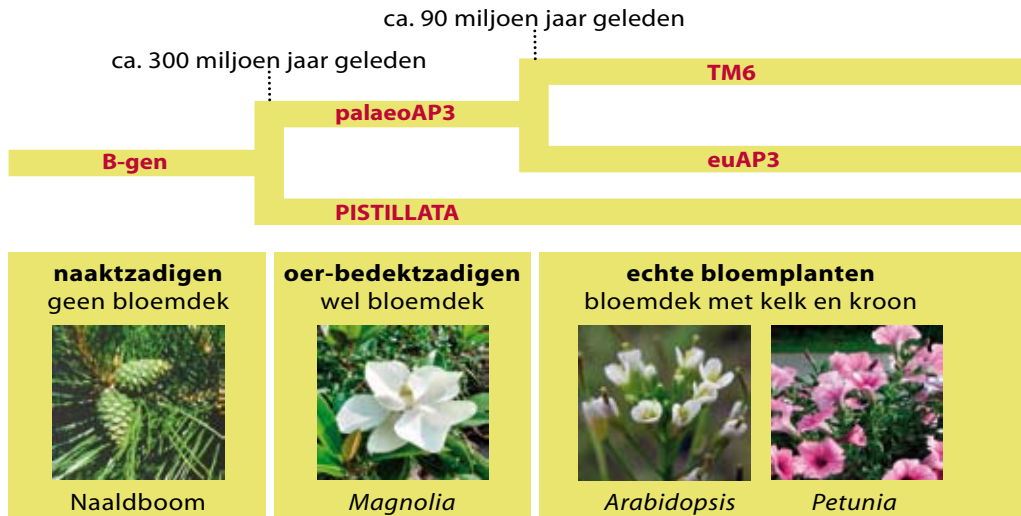 ca. 90 miljoen jaar geleden
ca. 300 miljoen jaar geleden
TM6
palaeoAP3
B-gen
euAP3
PISTILLATA
naaktzadigen
geen bloemdek
Naaldboom
oer-bedektzadigen
wel bloemdek
Magnolia
echte bloemplanten
bloemdek met kelk en kroon
Arabidopsis
Petunia